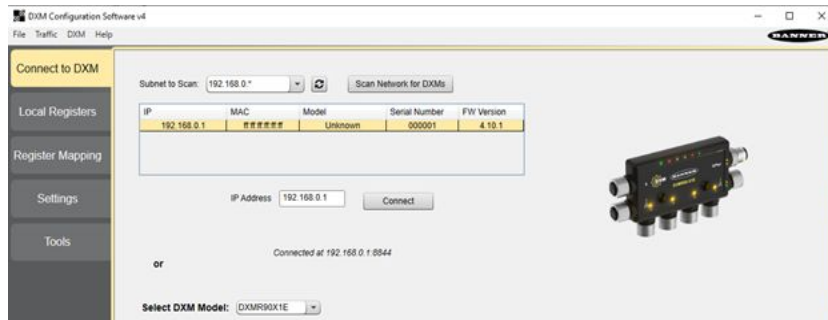 DXM Configuration Software v4
File Traffic DXM Help
BANNER
Connect to DXM
Local Registers
Register Mapping
Settings
Tools
Subnet to Scan: 192.168.0.*
Scan Network for DXMs
IP MAC Model Serial Number FW Version
192.168.0.1 ff:ff:ff:ff:ff:ff Unknown 000001 4.10.1
IP Address 192.168.0.1 Connect
Connected at 192.168.0.1:8844
or
Select DXM Model: DXMR90X1E